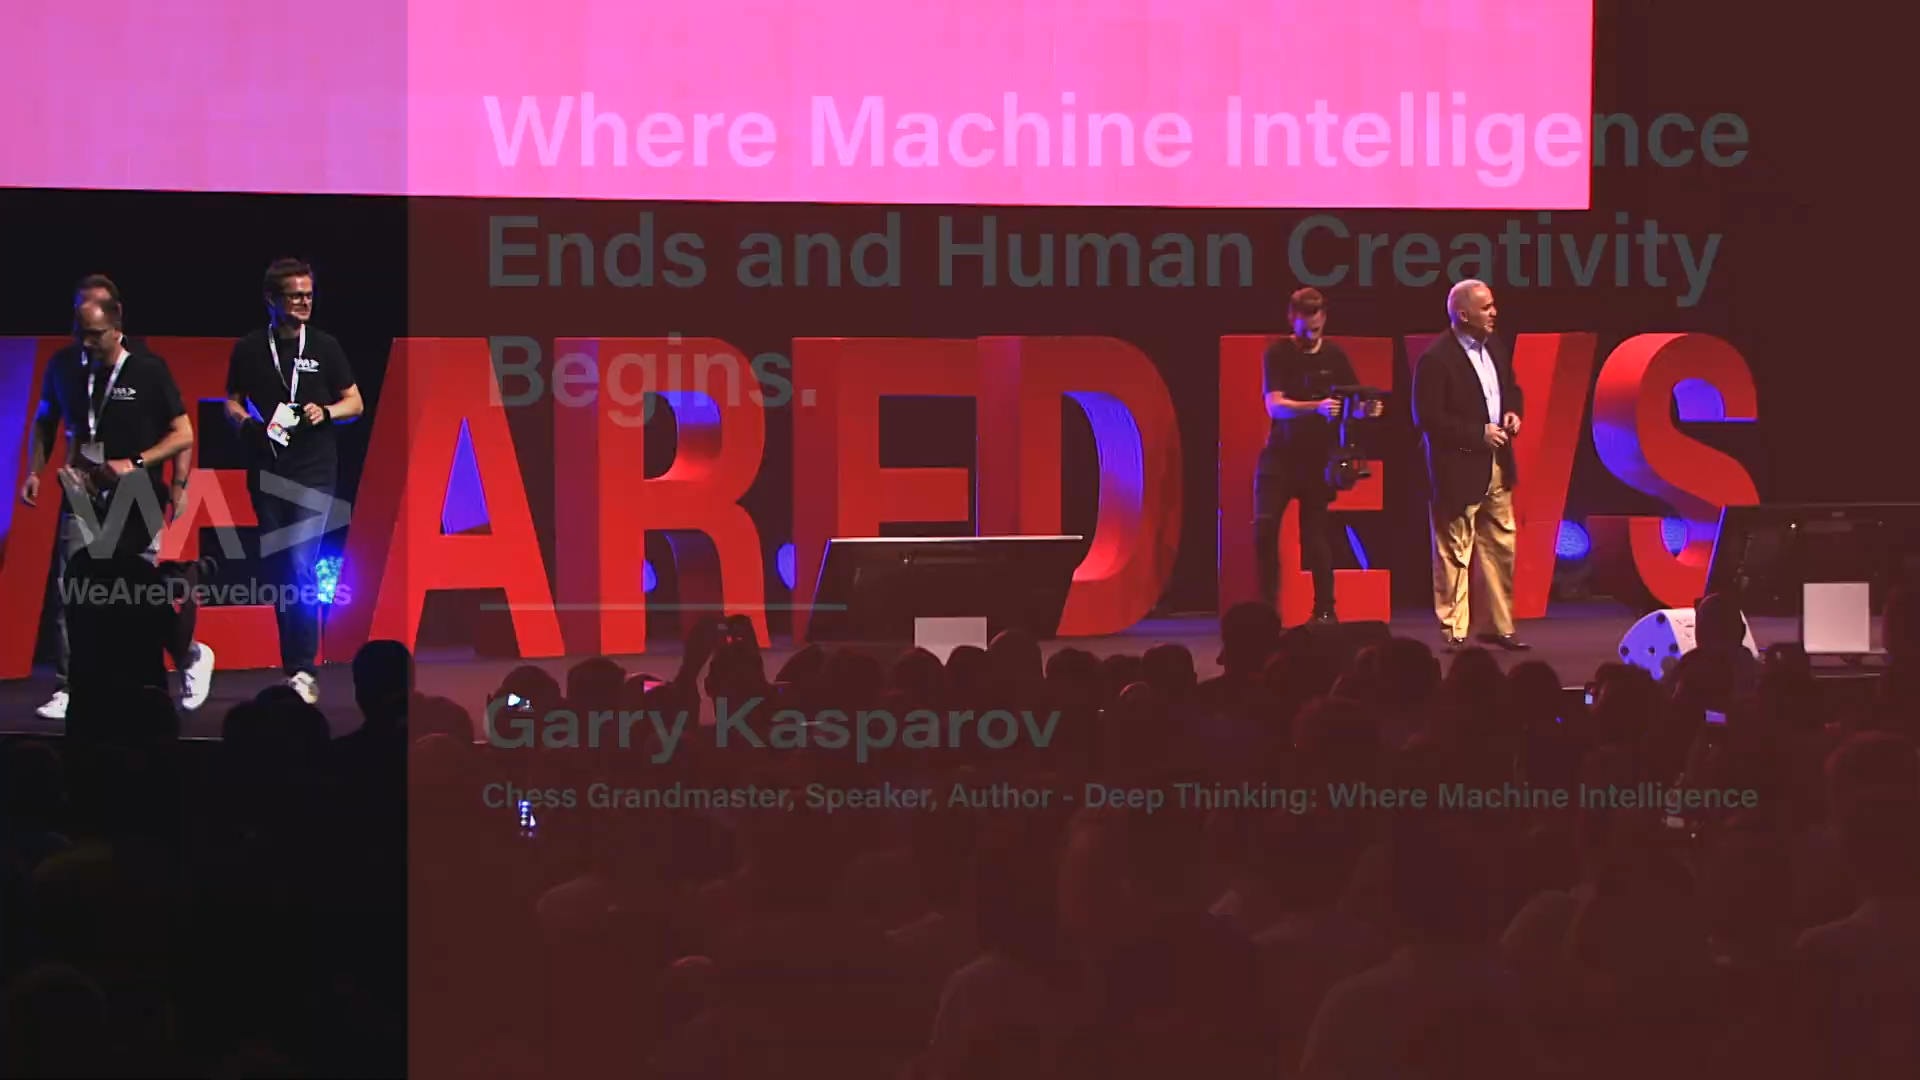 Where Machine Intelligence
Ends and Human Creativity
Begins.
WEAREDEVS
WeAreDevelopers
Garry Kasparov
Chess Grandmaster, Speaker, Author - Deep Thinking: Where Machine Intelligence